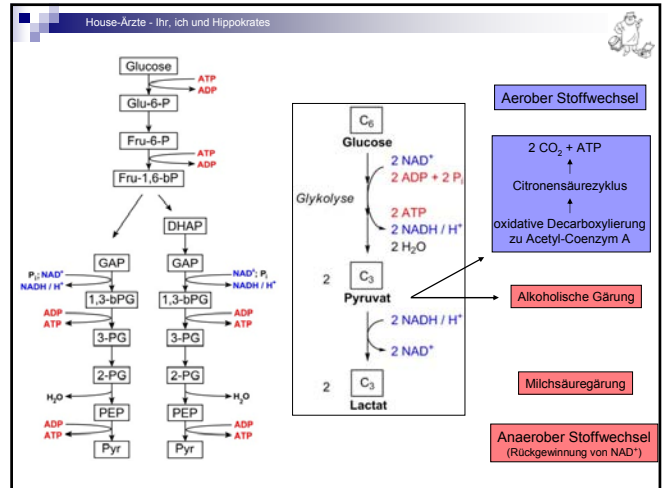 House-Ärzte - Ihr, ich und Hippokrates
Glucose
ATP
ADP
Glu-6-P
Fru-6-P
ATP
ADP
Fru-1,6-bP
DHAP
GAP
GAP
Pi; NAD⁺
NADH / H⁺
NAD⁺; Pi
NADH / H⁺
1,3-bPG
1,3-bPG
ADP
ATP
ADP
ATP
3-PG
3-PG
2-PG
2-PG
H₂O
H₂O
PEP
PEP
ADP
ATP
ADP
ATP
Pyr
Pyr
C₆
Glucose
2 NAD⁺
2 ADP + 2 Pi
Glykolyse
2 ATP
2 NADH / H⁺
2 H₂O
2 C₃
Pyruvat
2 NADH / H⁺
2 NAD⁺
2 C₃
Lactat
Aerober Stoffwechsel
2 CO₂ + ATP
Citronensäurezyklus
oxidative Decarboxylierung
zu Acetyl-Coenzym A
Alkoholische Gärung
Milchsäuregärung
Anaerober Stoffwechsel
(Rückgewinnung von NAD⁺)